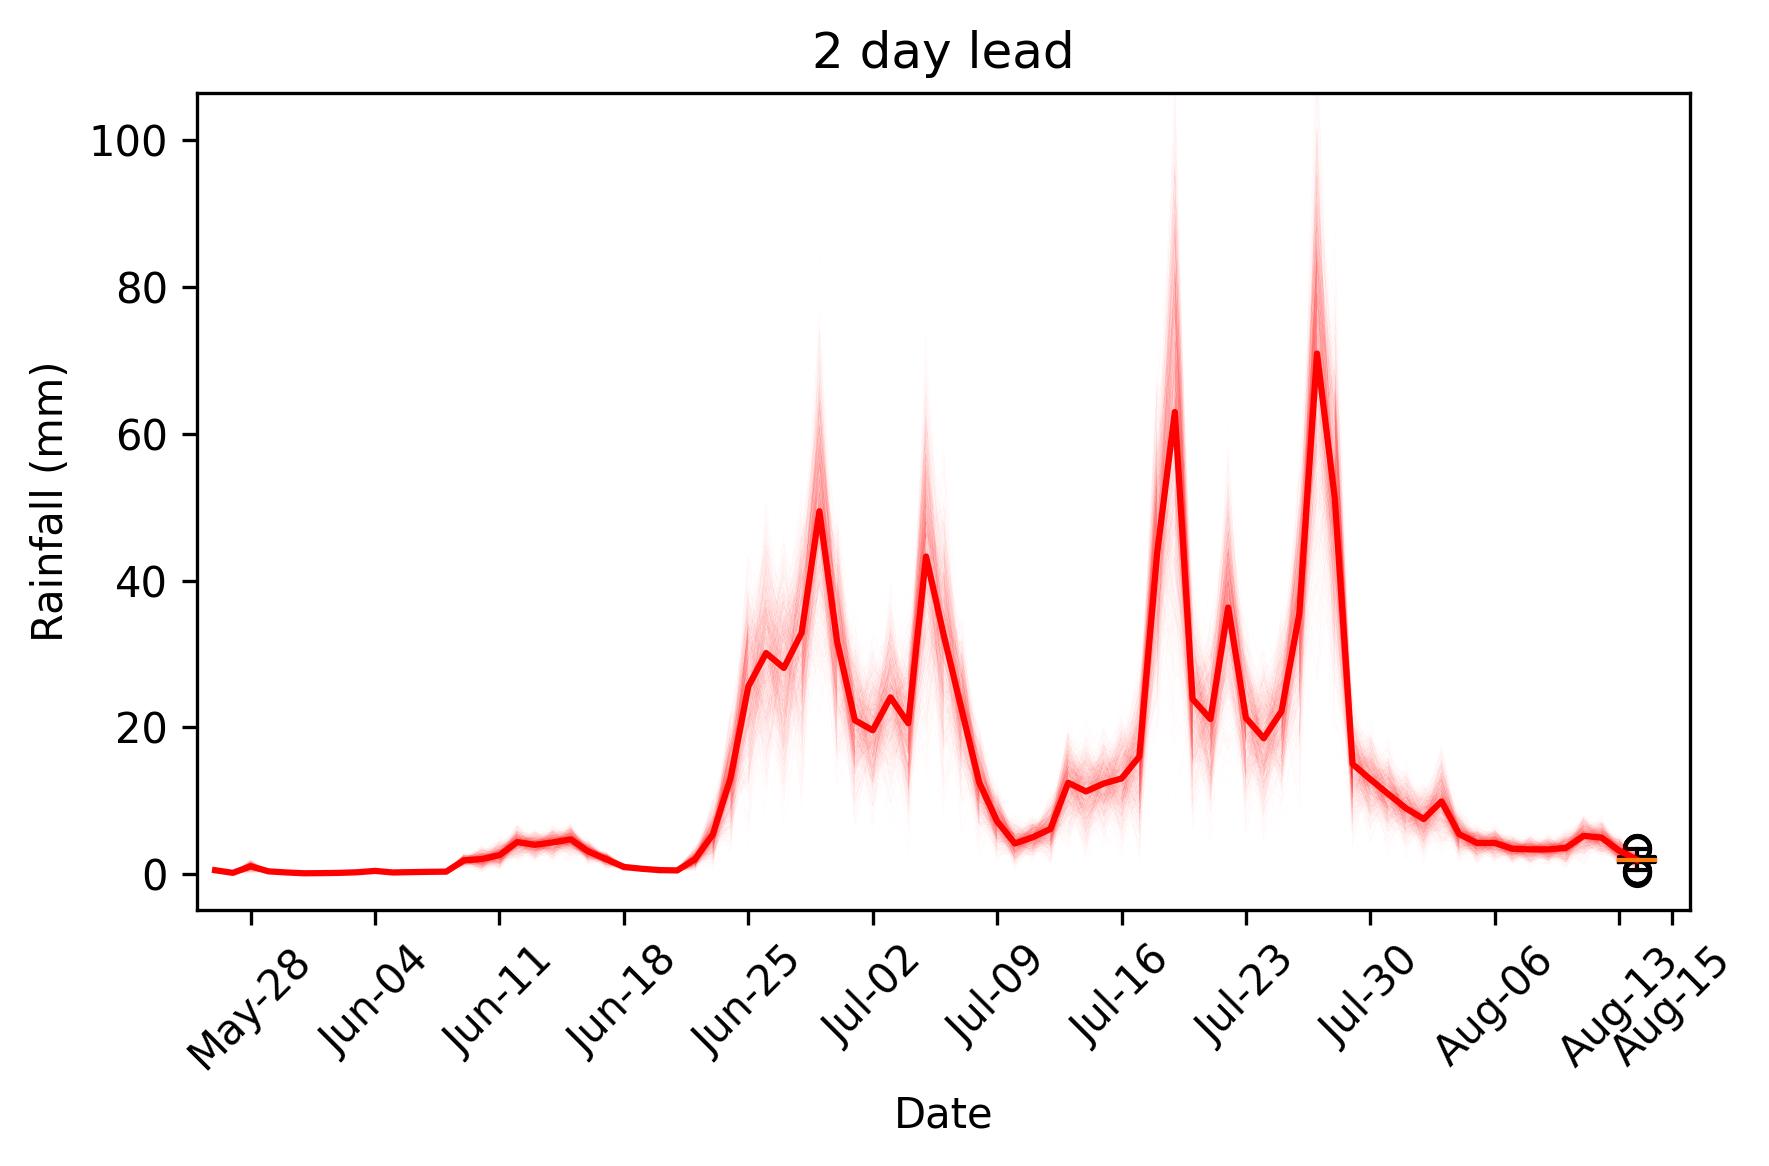 2 day lead
Rainfall (mm)
100
80
60
40
20
0
May-28
Jun-04
Jun-11
Jun-18
Jun-25
Jul-02
Jul-09
Jul-16
Jul-23
Jul-30
Aug-06
Aug-13
Aug-15
Date